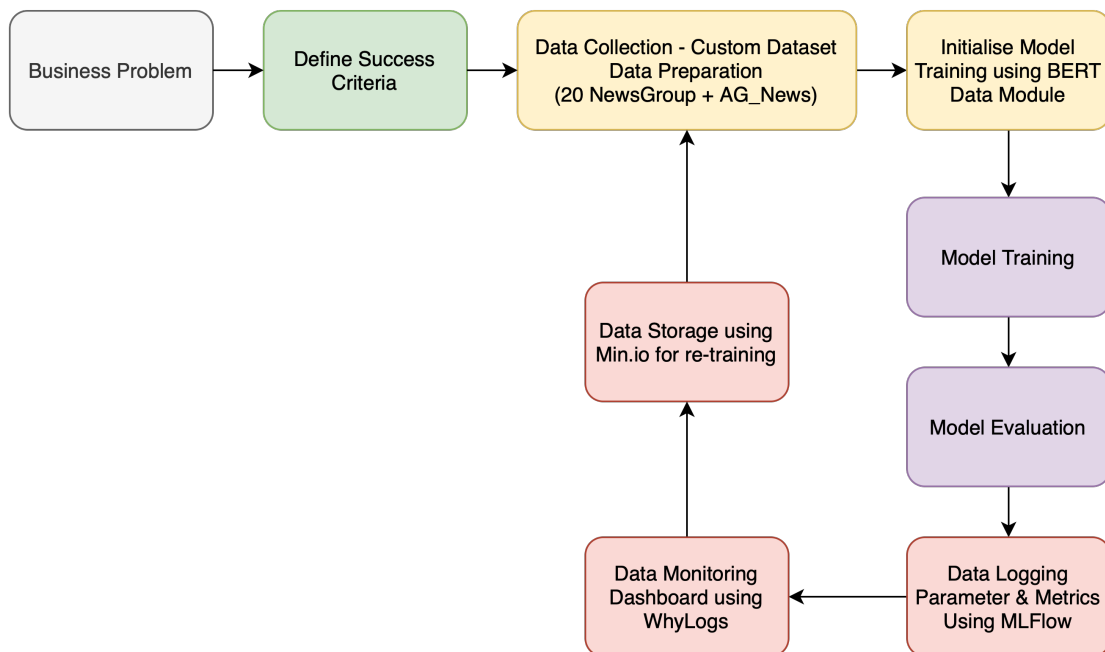 Business Problem
Define Success
Criteria
Data Collection - Custom Dataset
Data Preparation
(20 NewsGroup + AG_News)
Initialise Model
Training using BERT
Data Module
Model Training
Model Evaluation
Data Logging
Parameter & Metrics
Using MLFlow
Data Monitoring
Dashboard using
WhyLogs
Data Storage using
Min.io for re-training